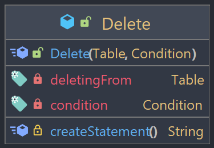 Delete
Delete(Table, Condition)
deletingFrom Table
condition Condition
createStatement() String